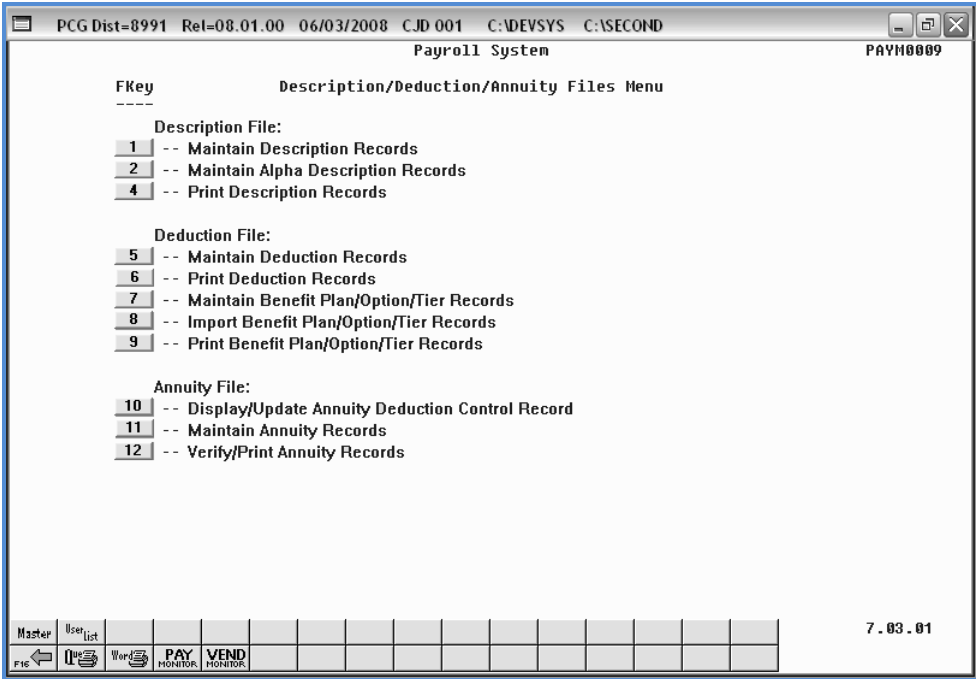 PCG Dist=8991 Rel=08.01.00 06/03/2008 CJD 001 C:\DEVSYS C:\SECOND
Payroll System PAYM0009
FKey Description/Deduction/Annuity Files Menu
----
Description File:
1 -- Maintain Description Records
2 -- Maintain Alpha Description Records
4 -- Print Description Records
Deduction File:
5 -- Maintain Deduction Records
6 -- Print Deduction Records
7 -- Maintain Benefit Plan/Option/Tier Records
8 -- Import Benefit Plan/Option/Tier Records
9 -- Print Benefit Plan/Option/Tier Records
Annuity File:
10 -- Display/Update Annuity Deduction Control Record
11 -- Maintain Annuity Records
12 -- Verify/Print Annuity Records
Master User list 7.03.01
F16 Que Word PAY MONITOR VEND MONITOR